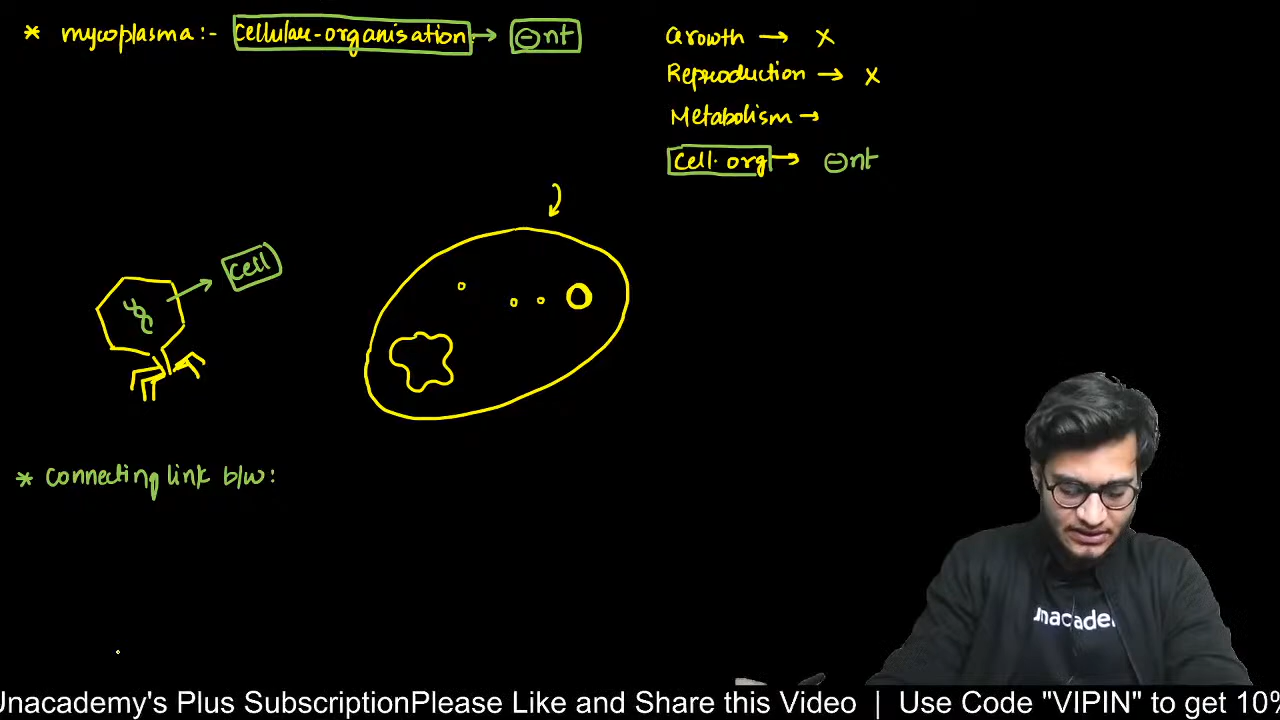 * mycoplasma :- Cellular-organisation → ⊖nt
Growth → x
Reproduction → x
Metabolism →
Cell. org → ⊖nt
Cell
* Connecting link b/w :
unacadem
Unacademy's Plus SubscriptionPlease Like and Share this Video | Use Code "VIPIN" to get 10%